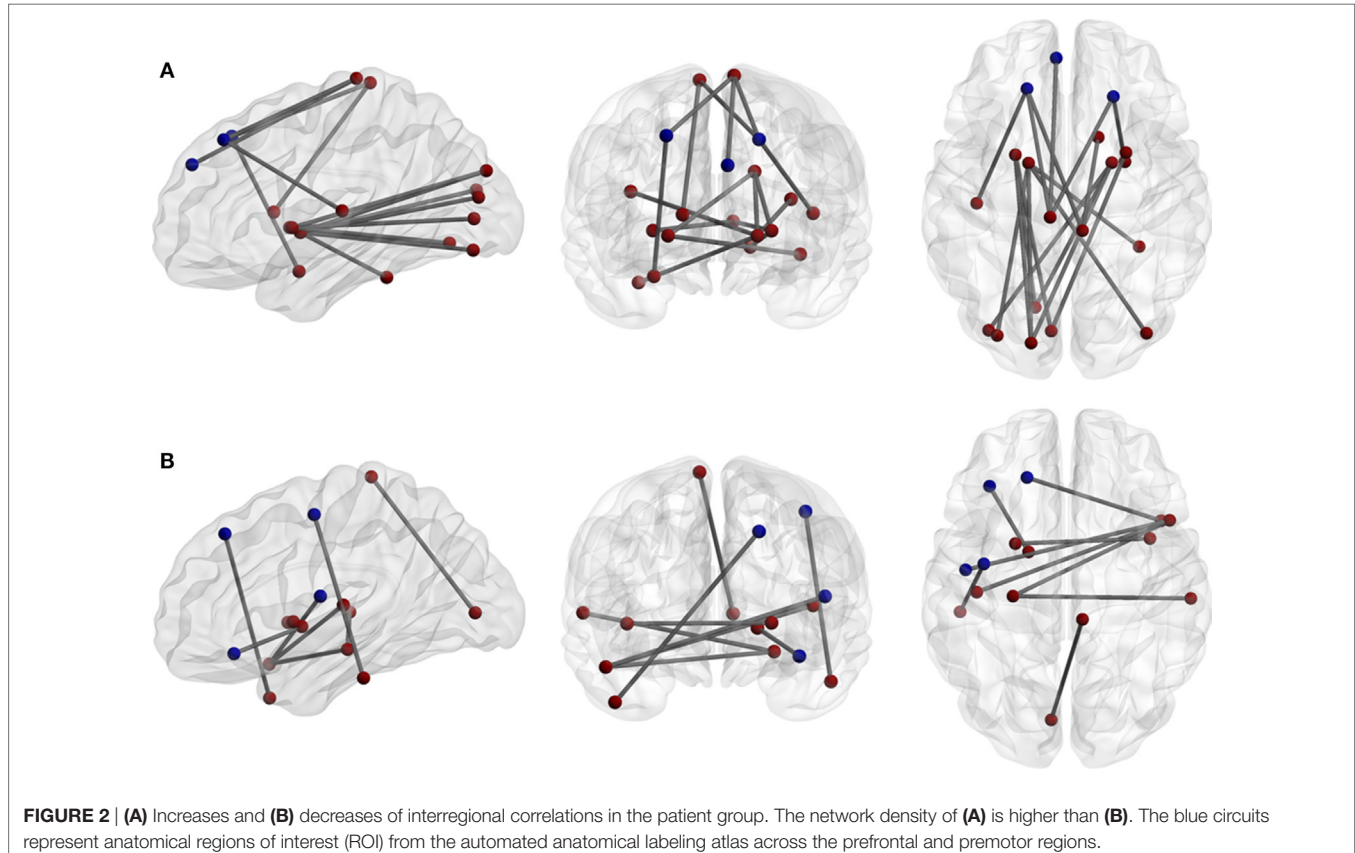 A
B
FIGURE 2 | (A) Increases and (B) decreases of interregional correlations in the patient group. The network density of (A) is higher than (B). The blue circuits
represent anatomical regions of interest (ROI) from the automated anatomical labeling atlas across the prefrontal and premotor regions.